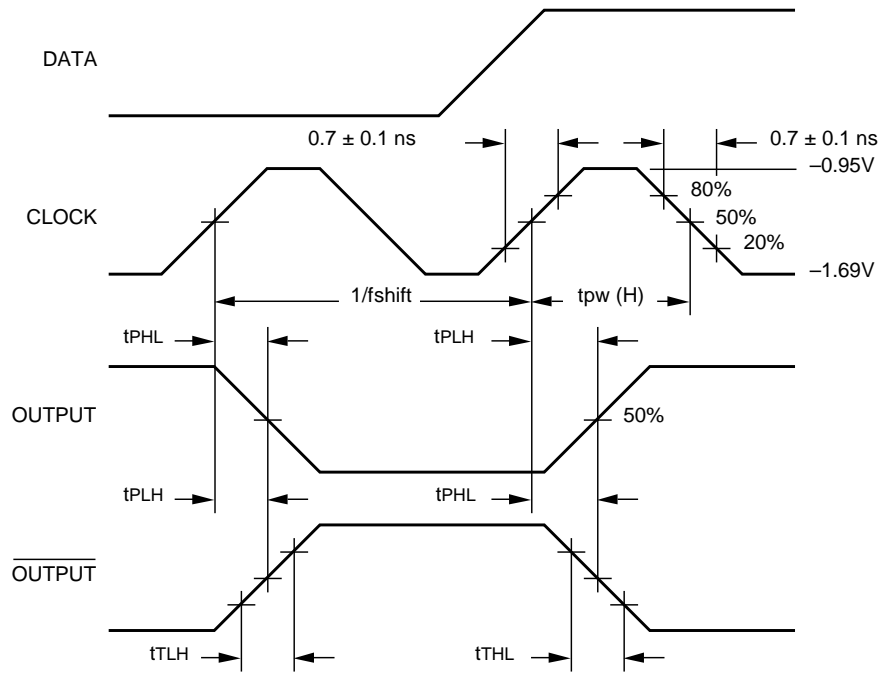 DATA
0.7 ± 0.1 ns
0.7 ± 0.1 ns
–0.95V
80%
CLOCK
50%
20%
–1.69V
1/fshift
tpw (H)
tPHL
tPLH
OUTPUT
50%
tPLH
tPHL
OUTPUT
tTLH
tTHL